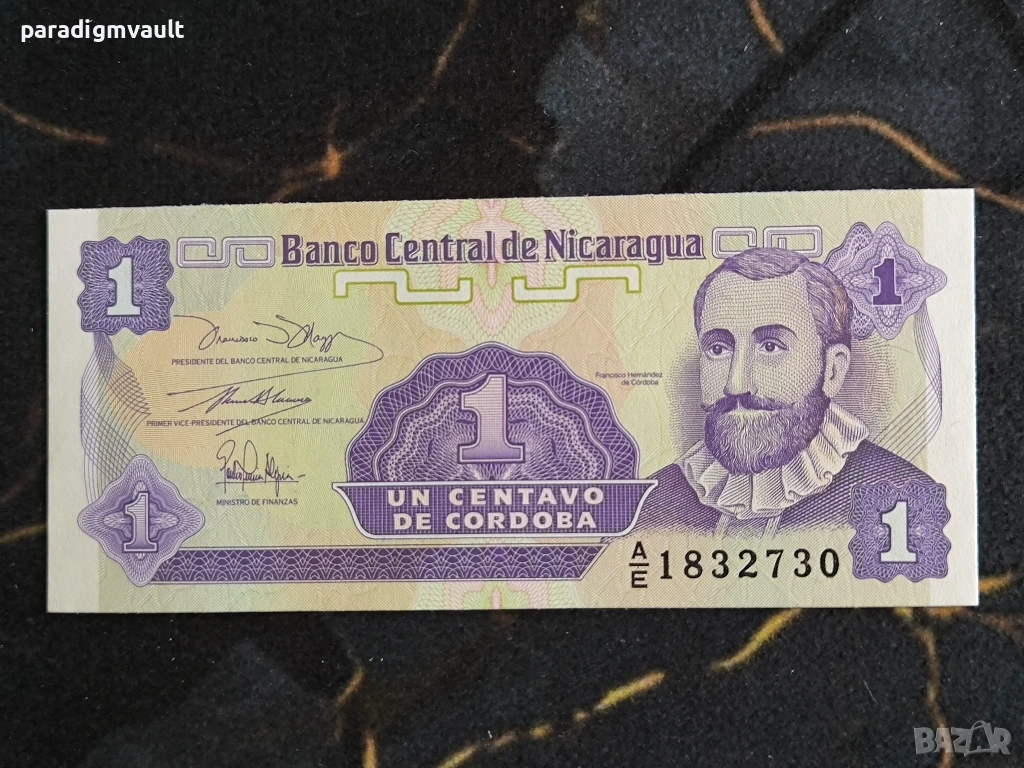 paradigmvault
Banco Central de Nicaragua
1
1
PRESIDENTE DEL BANCO CENTRAL DE NICARAGUA
Francisco Hernández
de Córdoba
1
PRIMER VICE-PRESIDENTE DEL BANCO CENTRAL DE NICARAGUA
MINISTRO DE FINANZAS
UN CENTAVO
DE CORDOBA
1
1
A/E 1832730
BAZAR